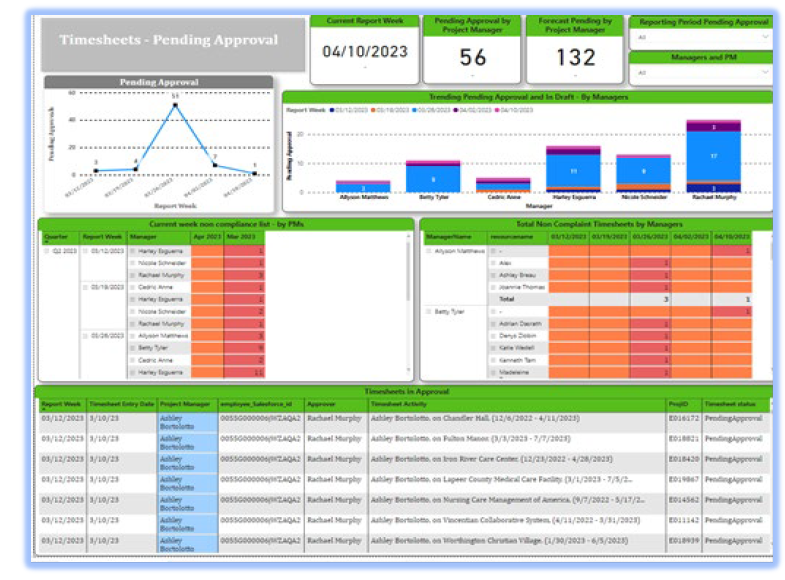 Timesheets - Pending Approval
Current Report Week
04/10/2023
-
Pending Approval by
Project Manager
56
-
Forecast Pending by
Project Manager
132
-
Reporting Period Pending Approval
All
Managers and PM
All
Pending Approval
Pending Approvals
60
40
20
0
3
4
51
7
1
03/12/2023
03/19/2023
03/26/2023
04/02/2023
04/10/2023
Report Week
Trending Pending Approval and In Draft - By Managers
Report Week 03/12/2023 03/19/2023 03/26/2023 04/02/2023 04/10/2023
Pending Approval
20
10
0
3
9
11
9
3
17
3
Allyson Matthews
Betty Tyler
Cedric Anne
Harley Esguerra
Nicole Schneider
Rachael Murphy
Manager
Current week non compliance list - by PMs
Quarter Report Week Manager Apr 2023 Mar 2023
Q2 2023 03/12/2023 Harley Esguerra 1
Nicole Schneider 1
Rachael Murphy 3
03/19/2023 Cedric Anne 1
Harley Esguerra 1
Nicole Schneider 2
Rachael Murphy 1
03/26/2023 Allyson Matthews 3
Betty Tyler 9
Cedric Anne 2
Harley Esguerra 11
Total Non Complaint Timesheets by Managers
ManagerName resourcename 03/12/2023 03/19/2023 03/26/2023 04/02/2023 04/10/2023
Allyson Matthews - 1
Alex 1
Ashley Breau 1
Joannie Thomas 1
Total 3 1
Betty Tyler - 1
Adrian Dasrath 1
Denys 1
Katie Wedell 1
Kenneth Tam 1
Madeleine 1
Timesheets in Approval
Report Week Timesheet Entry Date Project Manager employee_Salesforce_id Approver Timesheet Activity ProjID Timesheet status
03/12/2023 3/10/23 Ashley Bortolotto 0055G000006jWZAQA2 Rachael Murphy Ashley Bortolotto, on Chandler Hall. (12/6/2022 - 4/11/2023) E016172 PendingApproval
03/12/2023 3/10/23 Ashley Bortolotto 0055G000006jWZAQA2 Rachael Murphy Ashley Bortolotto, on Fulton Manor. (3/3/2023 - 7/7/2023) E018821 PendingApproval
03/12/2023 3/10/23 Ashley Bortolotto 0055G000006jWZAQA2 Rachael Murphy Ashley Bortolotto, on Iron River Care Center. (12/23/2022 - 4/28/2023) E018420 PendingApproval
03/12/2023 3/10/23 Ashley Bortolotto 0055G000006jWZAQA2 Rachael Murphy Ashley Bortolotto, on Lapeer County Medical Care Facility. (3/1/2023 - 7/5/2... E019867 PendingApproval
03/12/2023 3/10/23 Ashley Bortolotto 0055G000006jWZAQA2 Rachael Murphy Ashley Bortolotto, on Nursing Care Management of America. (9/7/2022 - 5/17/2... E014562 PendingApproval
03/12/2023 3/10/23 Ashley Bortolotto 0055G000006jWZAQA2 Rachael Murphy Ashley Bortolotto, on Vincentian Collaborative System. (4/11/2022 - 3/31/2023) E011142 PendingApproval
03/12/2023 3/10/23 Ashley Bortolotto 0055G000006jWZAQA2 Rachael Murphy Ashley Bortolotto, on Worthington Christian Village. (1/30/2023 - 6/5/2023) E018939 PendingApproval